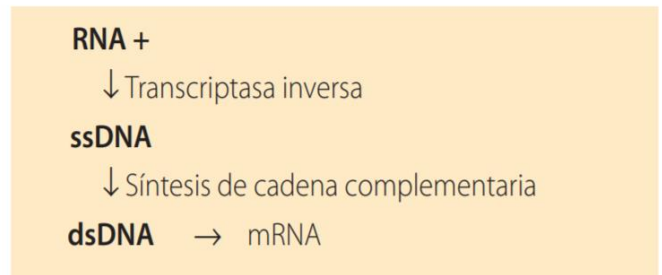 RNA +
↓ Transcriptasa inversa
ssDNA
↓ Síntesis de cadena complementaria
dsDNA → mRNA